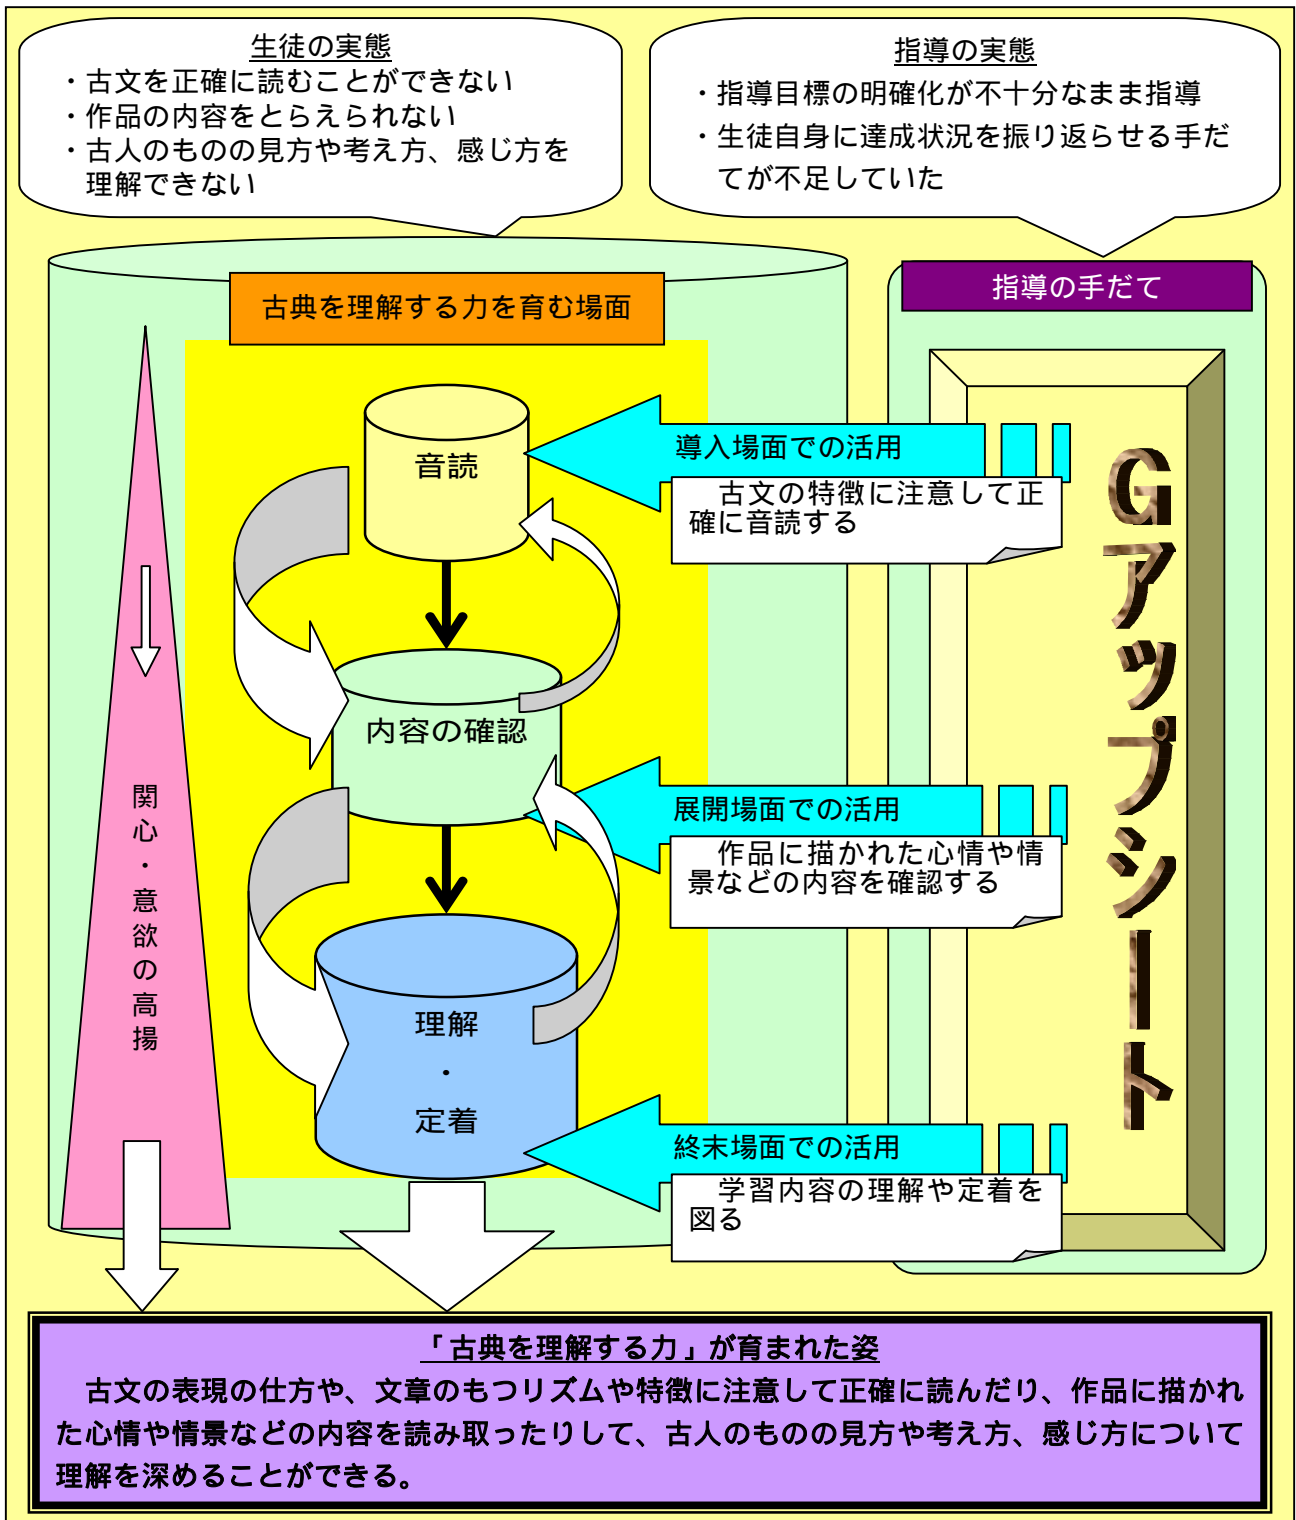 生徒の実態
・古文を正確に読むことができない
・作品の内容をとらえられない
・古人のものの見方や考え方、感じ方を
理解できない
指導の実態
・指導目標の明確化が不十分なまま指導
・生徒自身に達成状況を振り返らせる手だ
てが不足していた
古典を理解する力を育む場面
指導の手だて
音読
導入場面での活用
古文の特徴に注意して正
確に音読する
内容の確認
展開場面での活用
作品に描かれた心情や情
景などの内容を確認する
理解
・
定着
終末場面での活用
学習内容の理解や定着を
図る
関心・意欲の高揚
Gアップシート
「古典を理解する力」が育まれた姿
古文の表現の仕方や、文章のもつリズムや特徴に注意して正確に読んだり、作品に描かれ
た心情や情景などの内容を読み取ったりして、古人のものの見方や考え方、感じ方について
理解を深めることができる。